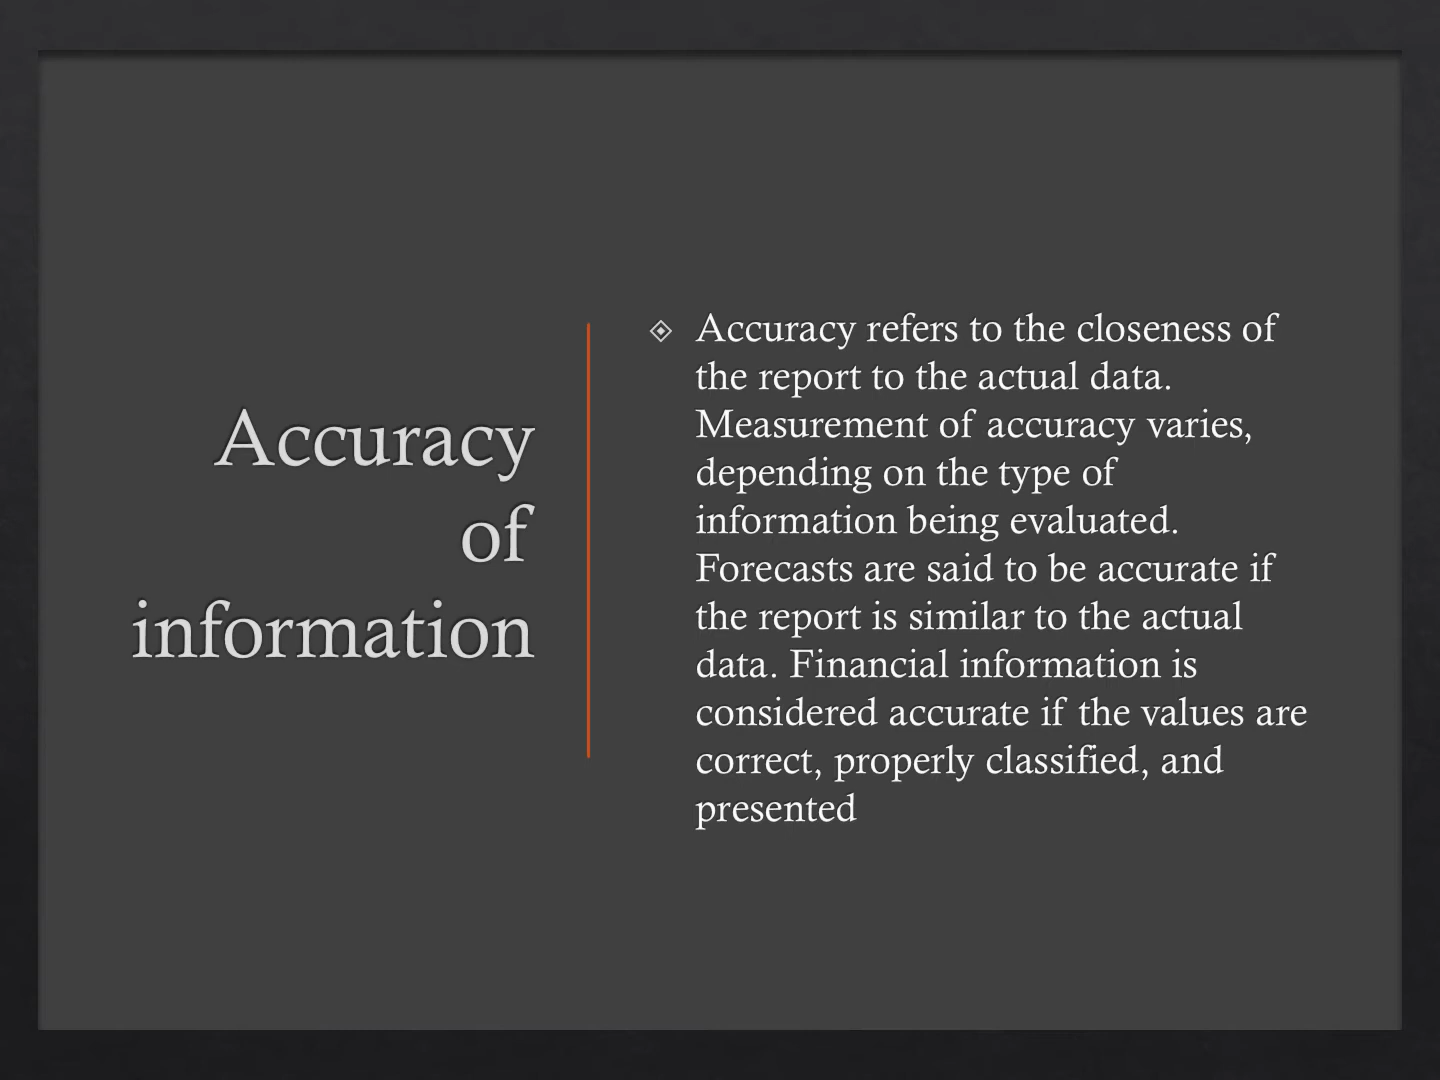 Accuracy
of
information
Accuracy refers to the closeness of
the report to the actual data.
Measurement of accuracy varies,
depending on the type of
information being evaluated.
Forecasts are said to be accurate if
the report is similar to the actual
data. Financial information is
considered accurate if the values are
correct, properly classified, and
presented